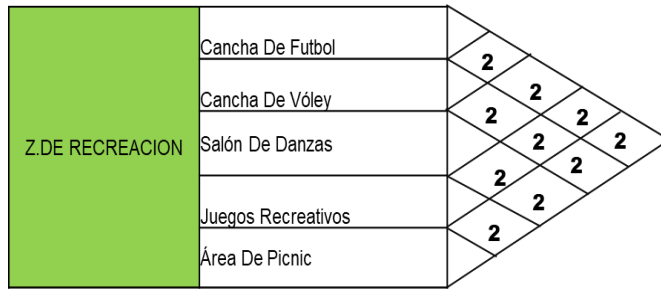 Z.DE RECREACION
Cancha De Futbol
Cancha De Vóley
Salón De Danzas
Juegos Recreativos
Área De Picnic
2
2
2
2
2
2
2
2
2
2